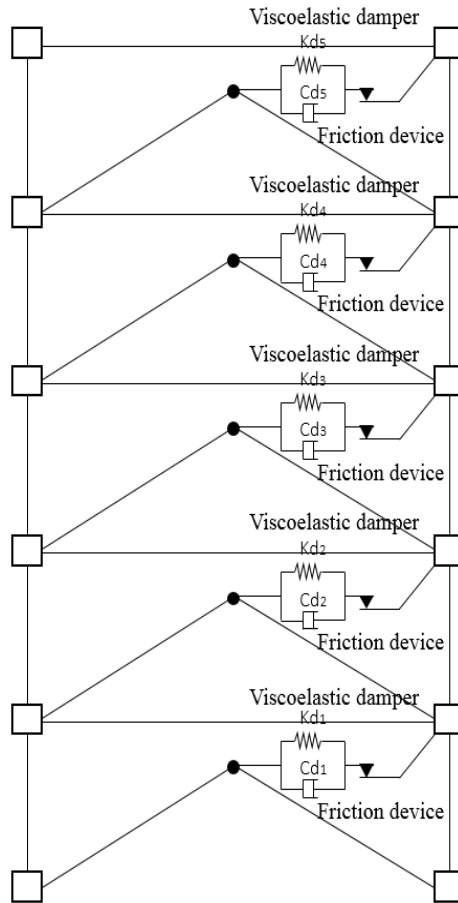 Viscoelastic damper
Kd5
Cd5
Friction device
Viscoelastic damper
Kd4
Cd4
Friction device
Viscoelastic damper
Kd3
Cd3
Friction device
Viscoelastic damper
Kd2
Cd2
Friction device
Viscoelastic damper
Kd1
Cd1
Friction device